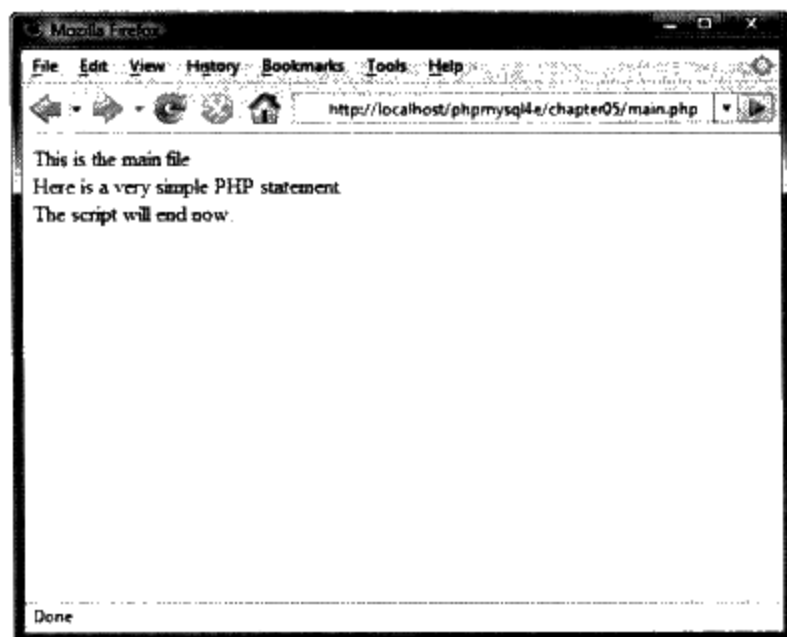 Mozilla Firefox
File Edit View History Bookmarks Tools Help
http://localhost/phpmysql4e/chapter05/main.php
This is the main file
Here is a very simple PHP statement
The script will end now.
Done